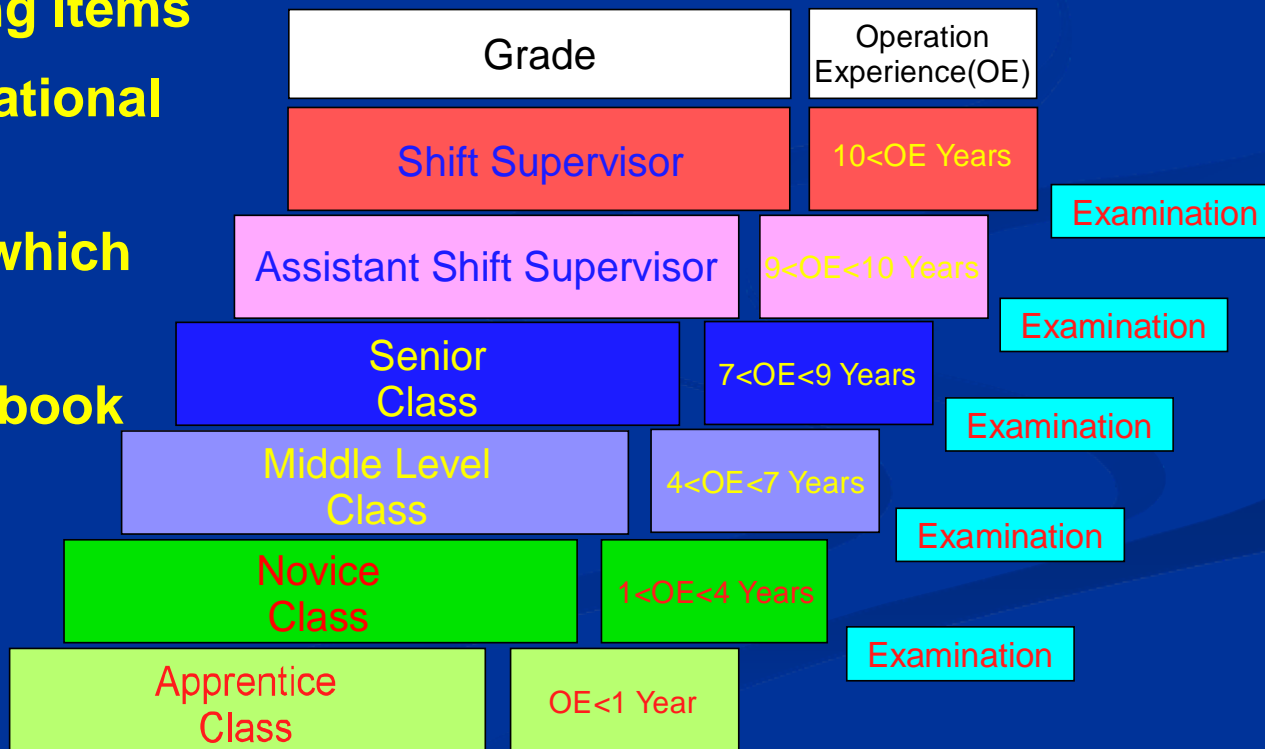 ng Items
ational
which
book
Grade
Operation
Experience(OE)
Shift Supervisor
10<OE Years
Examination
Assistant Shift Supervisor
9<OE<10 Years
Examination
Senior
Class
7<OE<9 Years
Examination
Middle Level
Class
4<OE<7 Years
Examination
Novice
Class
1<OE<4 Years
Examination
Apprentice
Class
OE<1 Year